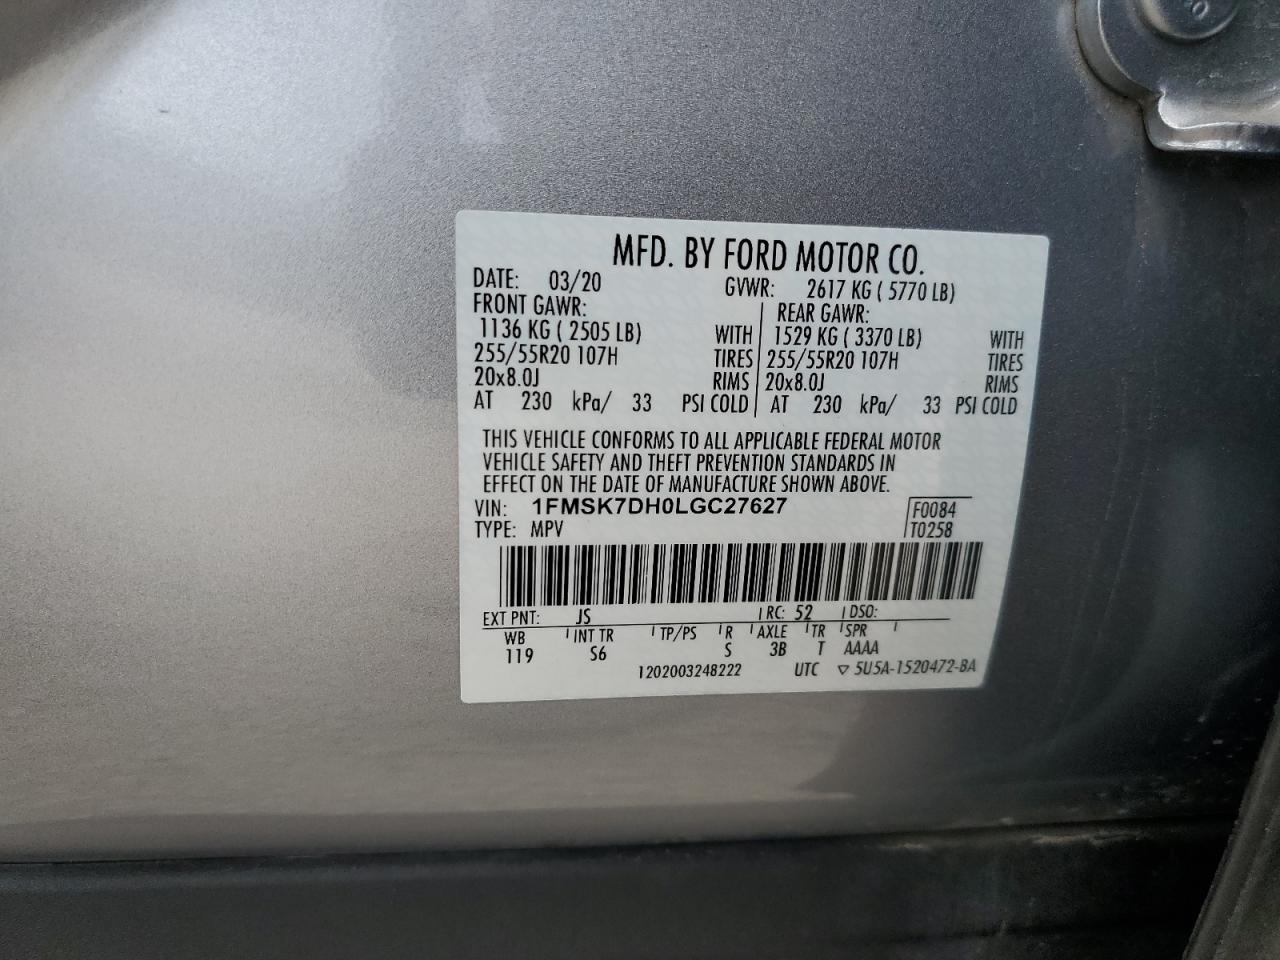 MFD. BY FORD MOTOR CO.
DATE: 03/20 GVWR: 2617 KG ( 5770 LB)
FRONT GAWR: REAR GAWR:
1136 KG ( 2505 LB) WITH 1529 KG ( 3370 LB) WITH
255/55R20 107H TIRES 255/55R20 107H TIRES
20x8.0J RIMS 20x8.0J RIMS
AT 230 kPa/ 33 PSI COLD AT 230 kPa/ 33 PSI COLD
THIS VEHICLE CONFORMS TO ALL APPLICABLE FEDERAL MOTOR
VEHICLE SAFETY AND THEFT PREVENTION STANDARDS IN
EFFECT ON THE DATE OF MANUFACTURE SHOWN ABOVE.
VIN: 1FMSK7DH0LGC27627 F0084
TYPE: MPV T0258
EXT PNT: JS RC: 52 DSO:
WB INT TR TP/PS R AXLE TR SPR
119 S6 S 3B T AAAA
1202003248222 UTC ▽ 5U5A-1520472-BA